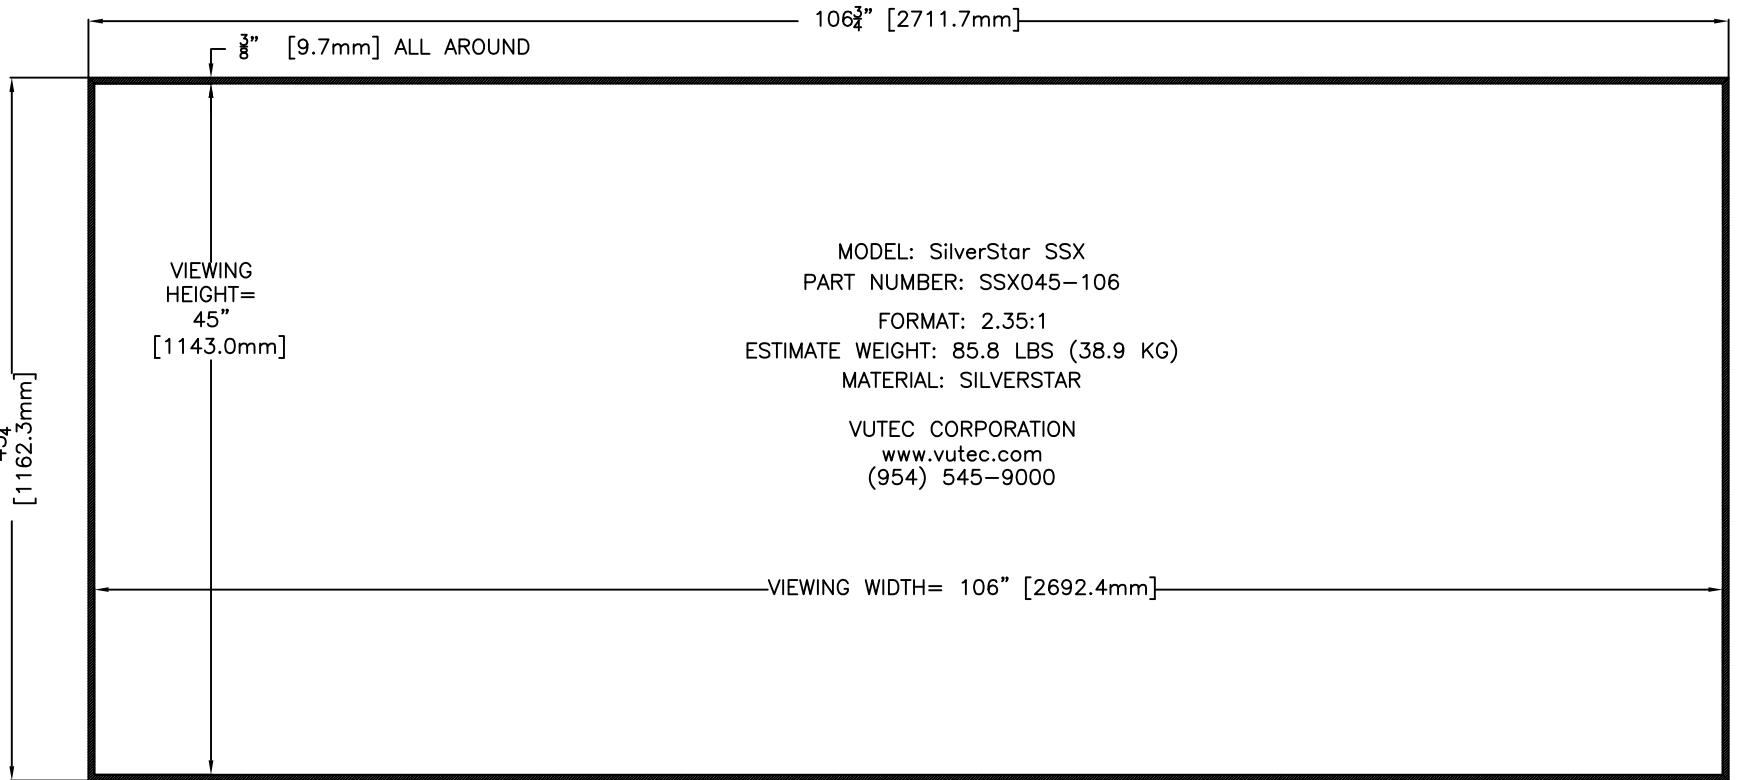 106¾" [2711.7mm]
⅜" [9.7mm] ALL AROUND
VIEWING
HEIGHT=
45"
[1143.0mm]
[1162.3mm]
MODEL: SilverStar SSX
PART NUMBER: SSX045-106
FORMAT: 2.35:1
ESTIMATE WEIGHT: 85.8 LBS (38.9 KG)
MATERIAL: SILVERSTAR
VUTEC CORPORATION
www.vutec.com
(954) 545-9000
VIEWING WIDTH= 106" [2692.4mm]